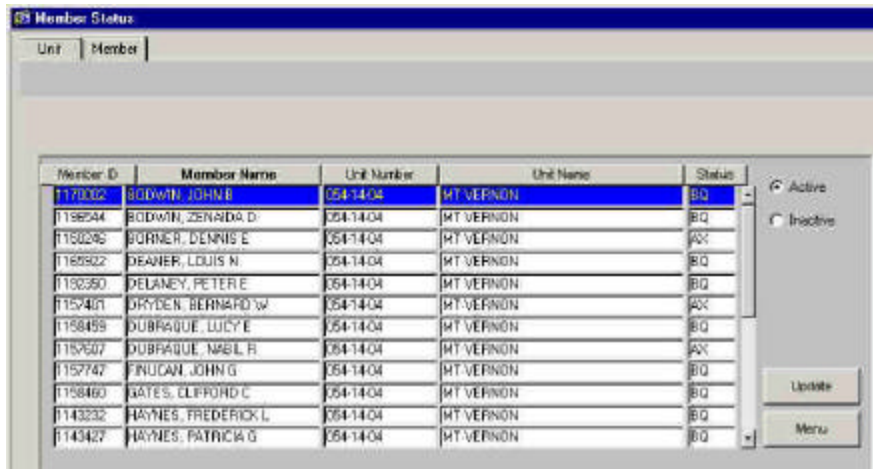 Member Status
Unit Member
Member ID Member Name Unit Number Unit Name Status
1170002 BODWIN, JOHN B 054-14-04 MT VERNON BQ
Active
1196544 BODWIN, ZENAIDA D 054-14-04 MT VERNON BQ
Inactive
1150246 BORNER, DENNIS E 054-14-04 MT VERNON AX
1165922 DEANER, LOUIS N 054-14-04 MT VERNON BQ
1192350 DELANEY, PETER E 054-14-04 MT VERNON BQ
1157401 DRYDEN, BERNARD W 054-14-04 MT VERNON AX
1158459 DUBRAQUE, LUCY E 054-14-04 MT VERNON BQ
1157607 DUBRAQUE, NABIL R 054-14-04 MT VERNON AX
1157747 FINUCAN, JOHN G 054-14-04 MT VERNON BQ
1158460 GATES, CLIFFORD C 054-14-04 MT VERNON BQ
Update
1143232 HAYNES, FREDERICK L 054-14-04 MT VERNON BQ
1143427 HAYNES, PATRICIA G 054-14-04 MT VERNON BQ
Menu